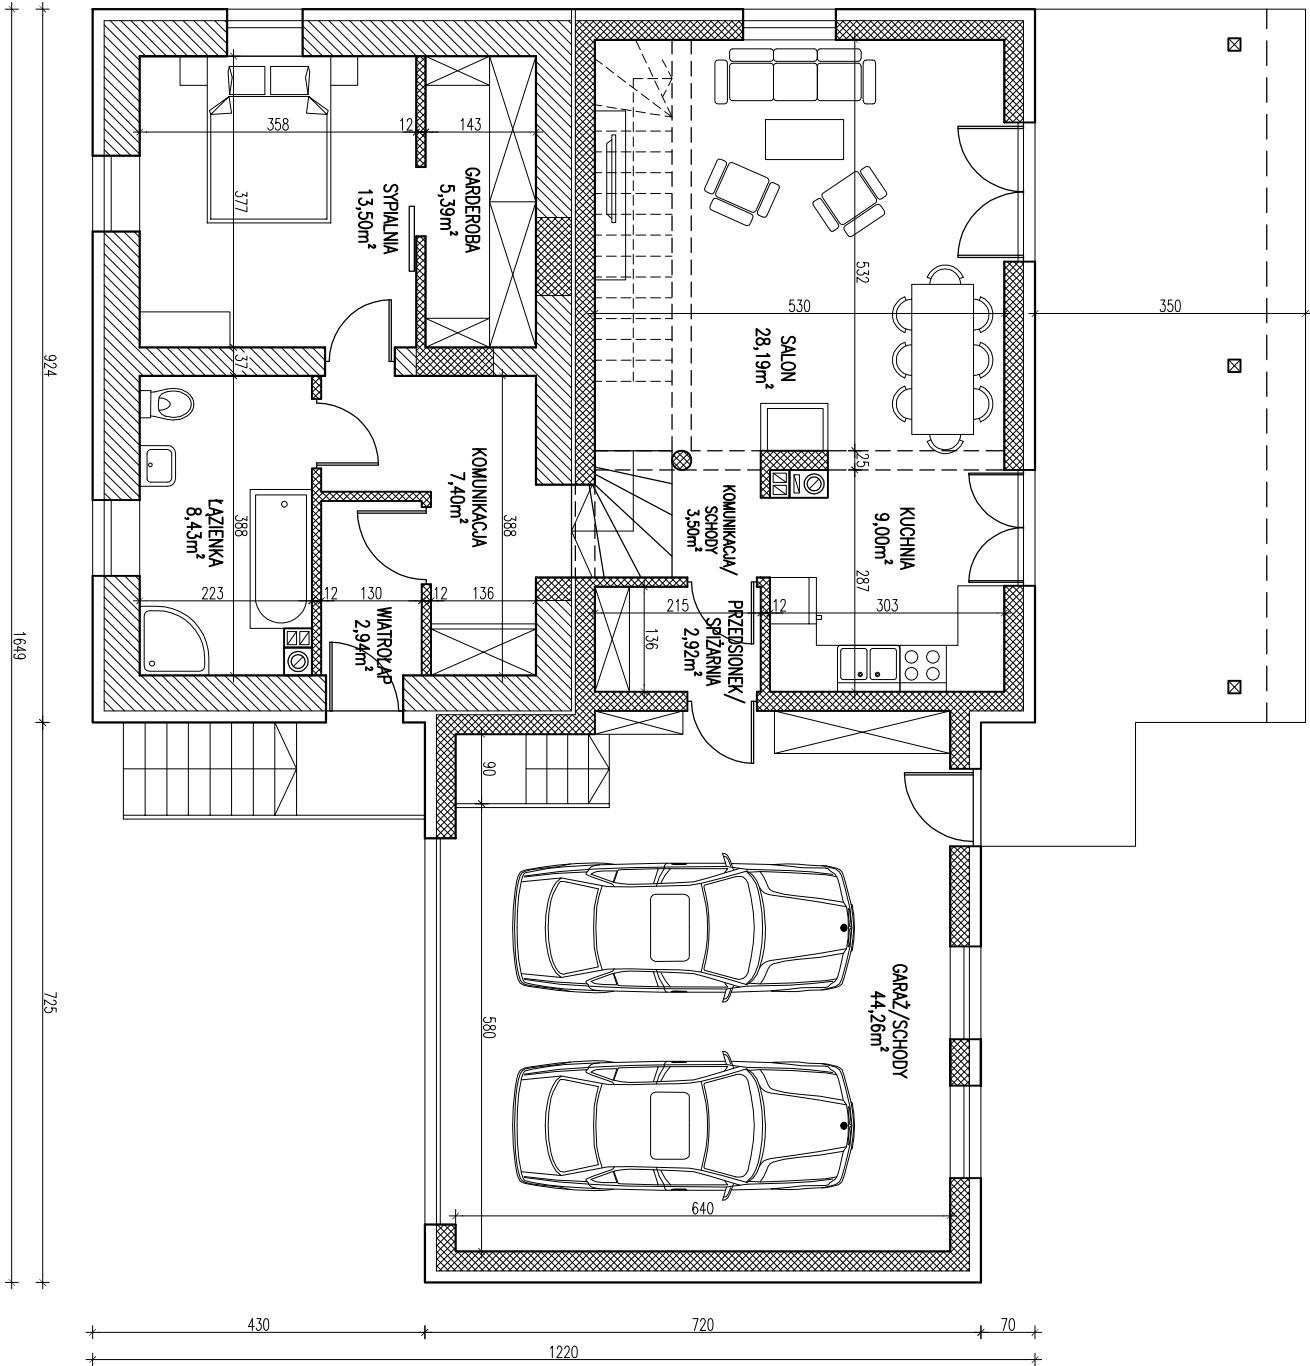 358
12
143
377
SYPIALNIA
13,50m²
GARDEROBA
5,39m²
532
530
350
SALON
28,19m²
924
37
25
KOMUNIKACJA
7,40m²
KOMUNIKACJA/
SCHODY
3,50m²
KUCHNIA
9,00m²
ŁAZIENKA
8,43m²
388
388
287
223
12
130
12
136
215
12
303
136
WIATROŁAP
2,94m²
PRZEDSIONEK/
SPIŻARNIA
2,92m²
1649
90
725
580
GARAŻ/SCHODY
44,26m²
640
430
720
70
1220